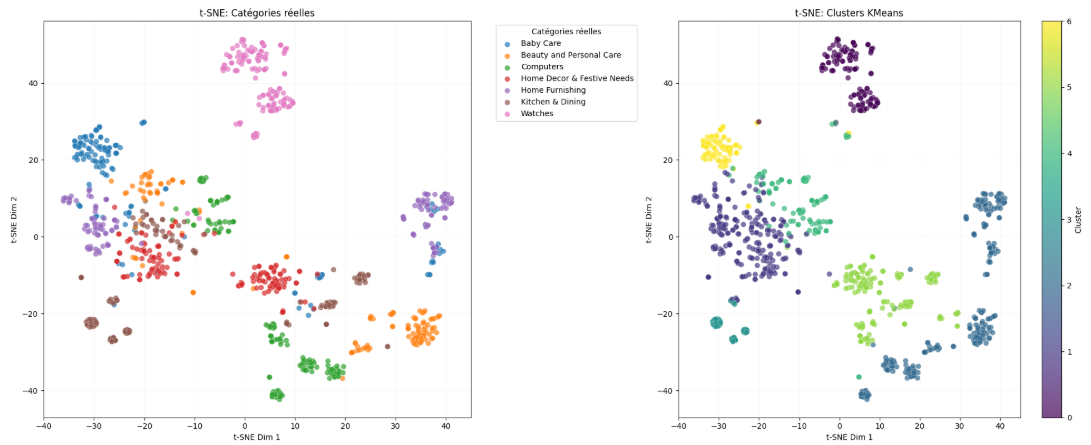 t-SNE: Catégories réelles
t-SNE Dim 2
40
20
0
−20
−40
−40
−30
−20
−10
0
10
20
30
40
t-SNE Dim 1
Catégories réelles
Baby Care
Beauty and Personal Care
Computers
Home Decor & Festive Needs
Home Furnishing
Kitchen & Dining
Watches
t-SNE: Clusters KMeans
t-SNE Dim 2
40
20
0
−20
−40
−40
−30
−20
−10
0
10
20
30
40
t-SNE Dim 1
6
5
4
3
2
1
0
Cluster